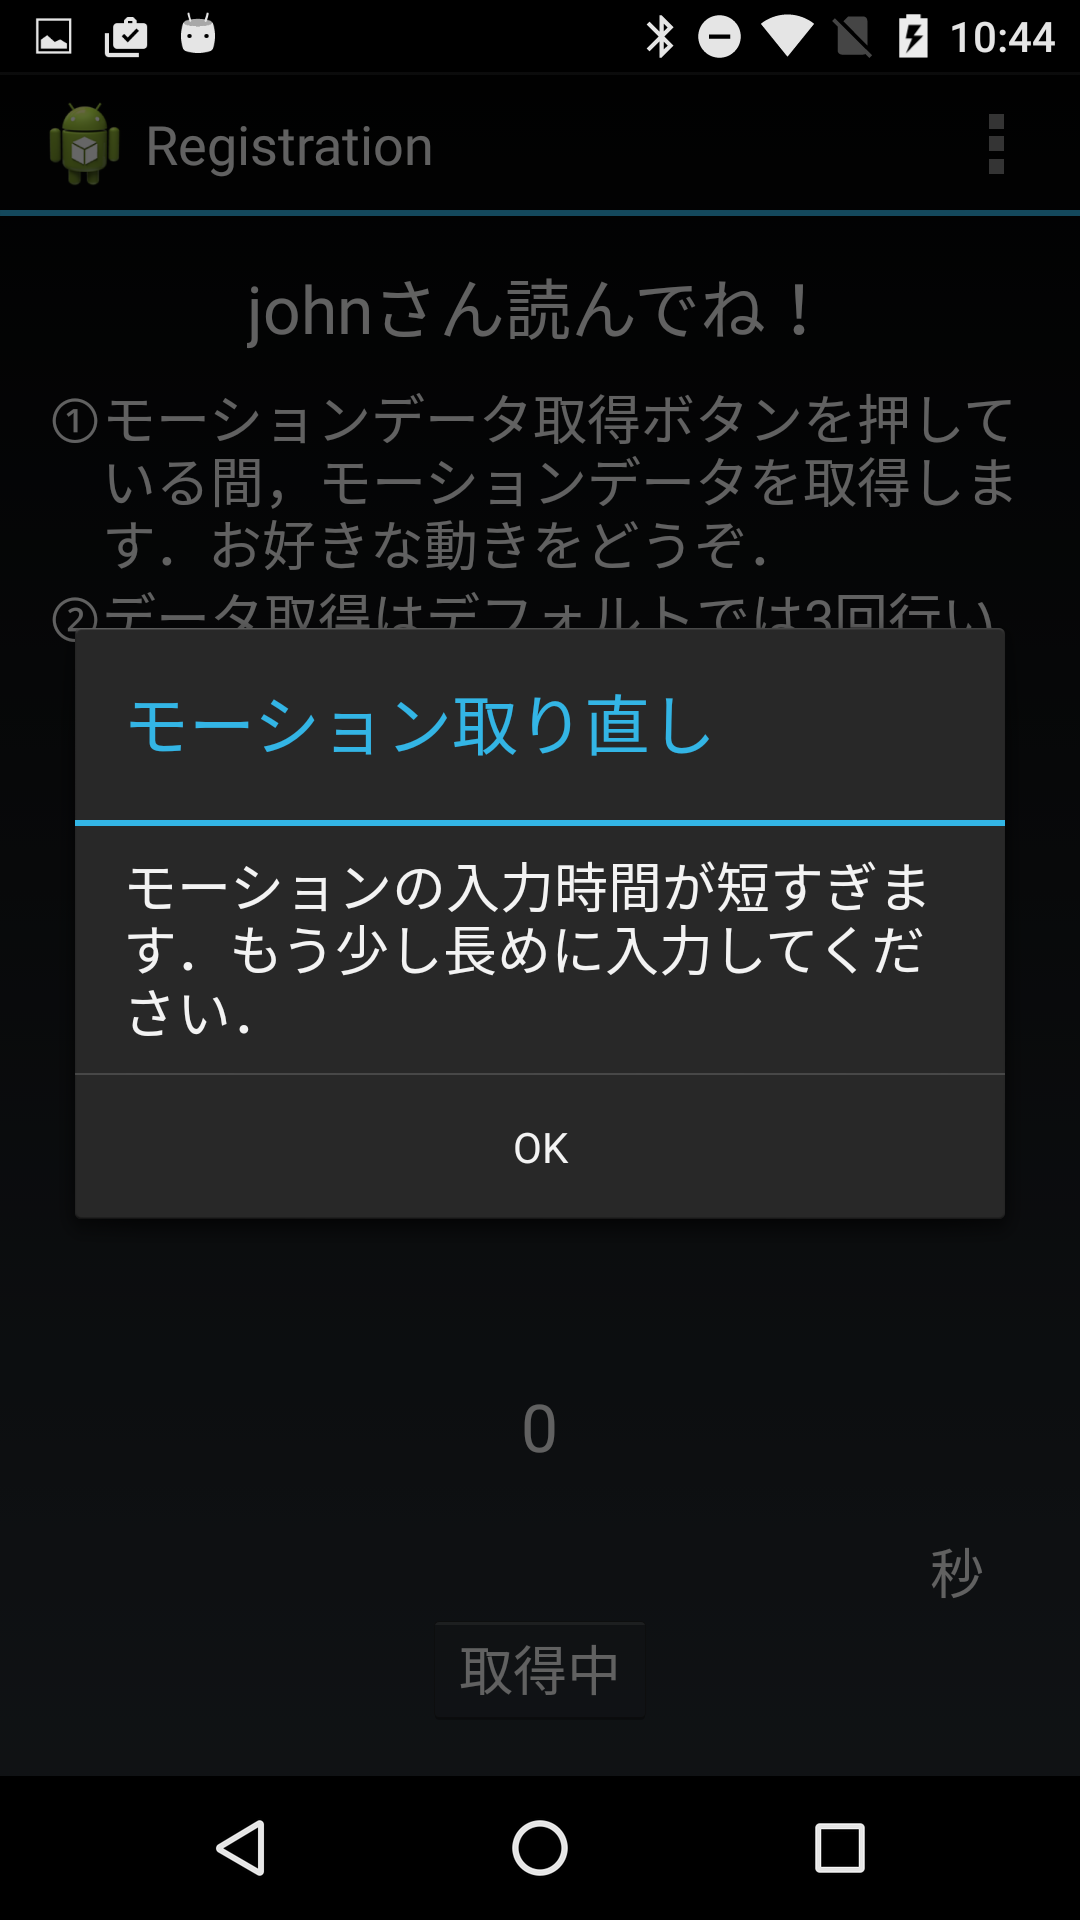 10:44
Registration
johnさん読んでね！
①モーションデータ取得ボタンを押して
いる間，モーションデータを取得しま
す．お好きな動きをどうぞ．
②データ取得はデフォルトでは3回行い
モーション取り直し
モーションの入力時間が短すぎま
す．もう少し長めに入力してくだ
さい．
OK
0
秒
取得中